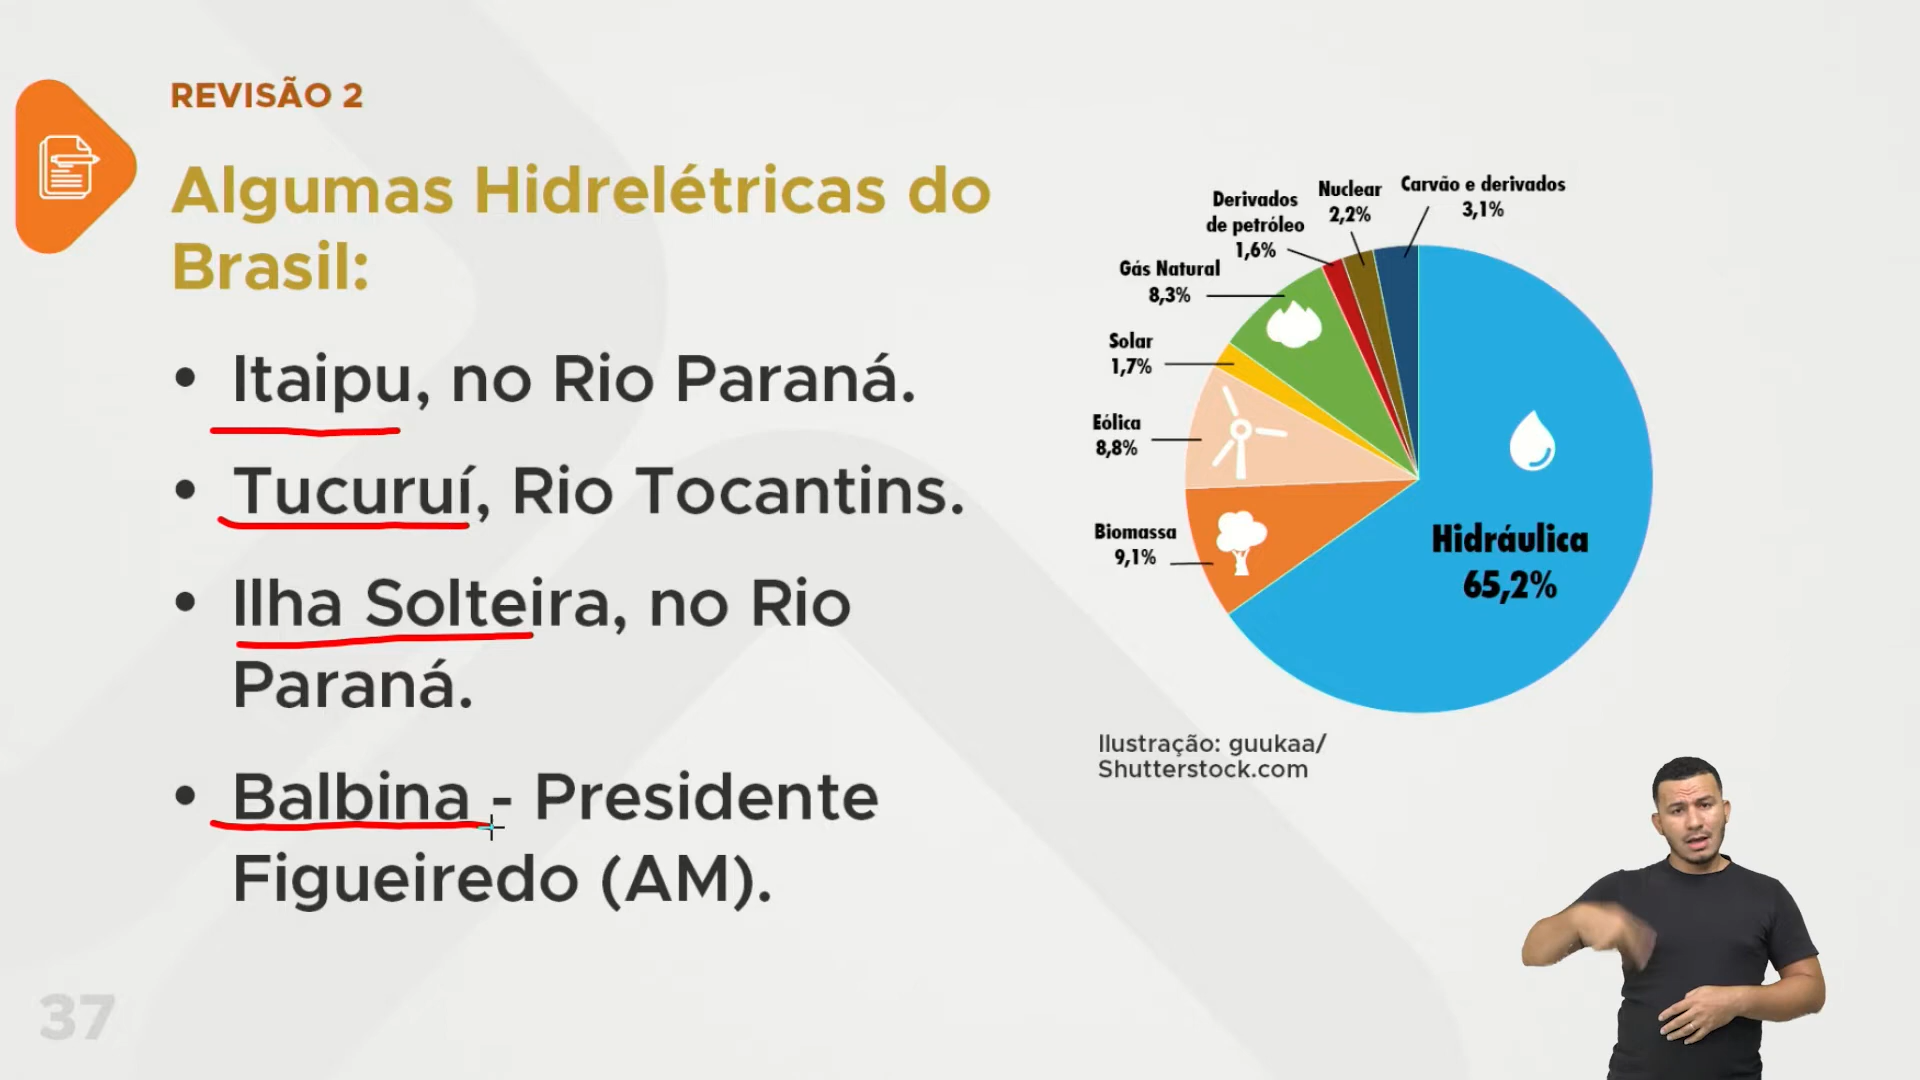 REVISÃO 2
Algumas Hidrelétricas do
Brasil:
• Itaipu, no Rio Paraná.
• Tucuruí, Rio Tocantins.
• Ilha Solteira, no Rio
Paraná.
• Balbina - Presidente
Figueiredo (AM).
37
Derivados
de petróleo
1,6%
Nuclear
2,2%
Carvão e derivados
3,1%
Gás Natural
8,3%
Solar
1,7%
Eólica
8,8%
Biomassa
9,1%
Hidráulica
65,2%
Ilustração: guukaa/
Shutterstock.com